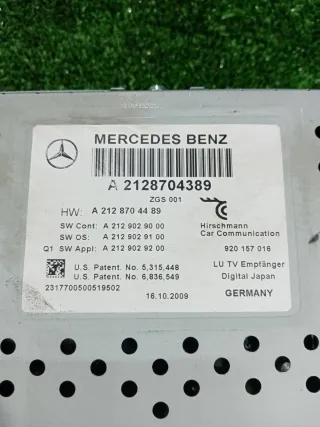 MERCEDES BENZ
A 2128704389
ZGS 001
HW: A 212 870 44 89
SW Cont: A 212 902 90 00
SW OS: A 212 902 91 00
Q1 SW Appl: A 212 902 92 00
Hirschmann
Car Communication
920 157 016
U.S. Patent. No. 5,315,448
U.S. Patent. No. 6,836,549
2317700500519502
LU TV Empfänger
Digital Japan
16.10.2009
GERMANY